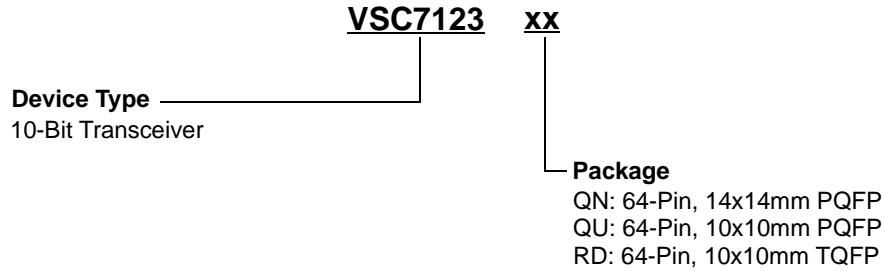 VSC7123 xx
Device Type
10-Bit Transceiver
Package
QN: 64-Pin, 14x14mm PQFP
QU: 64-Pin, 10x10mm PQFP
RD: 64-Pin, 10x10mm TQFP